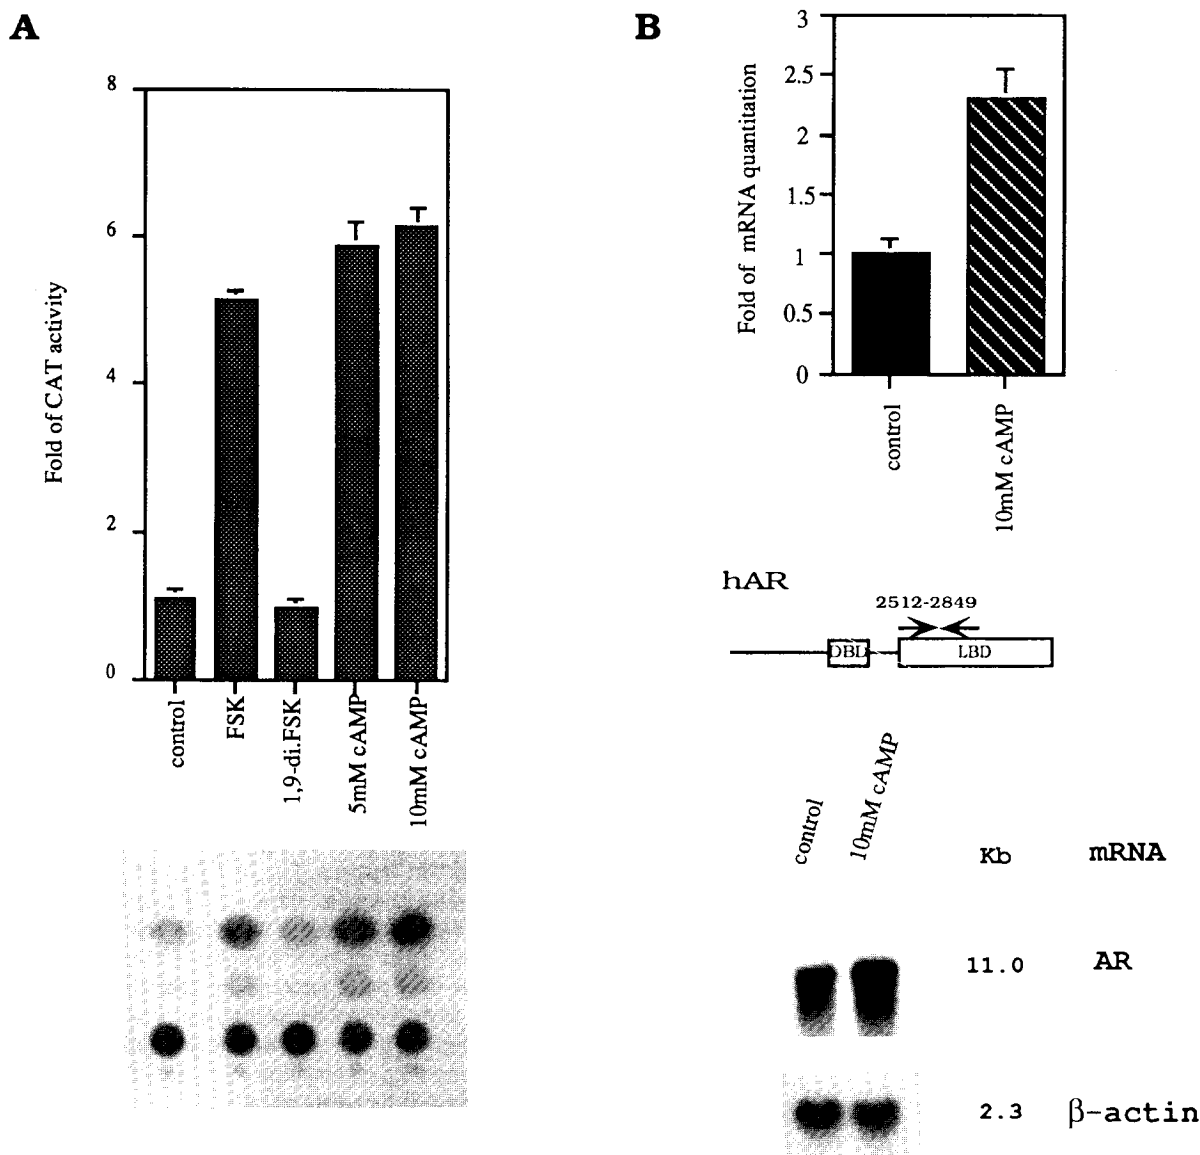 A
8
6
4
2
0
Fold of CAT activity
control
FSK
1,9-di.FSK
5mM cAMP
10mM cAMP
B
3
2.5
2
1.5
1
0.5
0
Fold of mRNA quantitation
control
10mM cAMP
hAR
2512-2849
DBD
LBD
control
10mM cAMP
Kb
mRNA
11.0
AR
2.3
β-actin